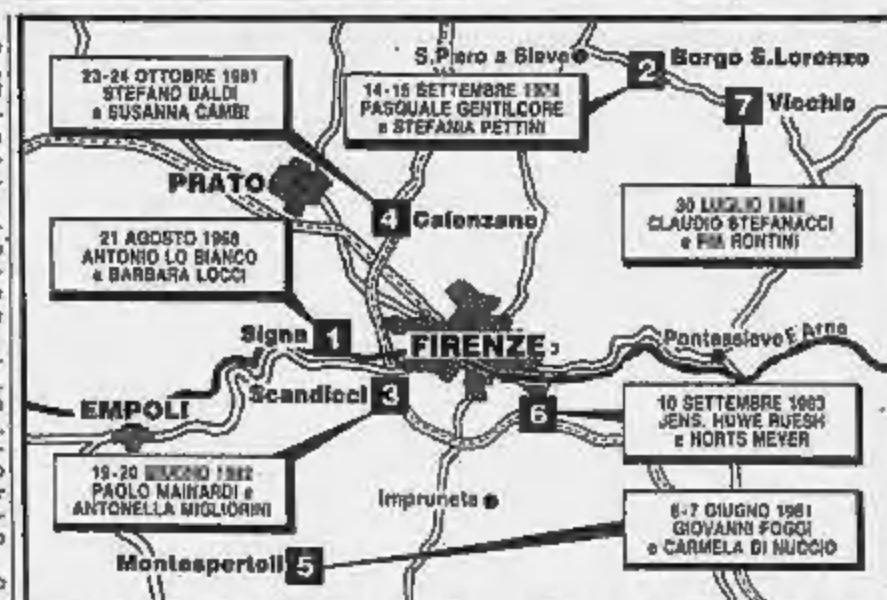 S.Piero a Sieve
2 Borgo S.Lorenzo
23-24 OTTOBRE 1981
STEFANO BALDI
e SUSANNA CAMBI
14-15 SETTEMBRE
PASQUALE GENTILCORE
e STEFANIA PETTINI
7 Vicchio
PRATO
4 Calenzano
30 LUGLIO
CLAUDIO STEFANACCI
e PIA RONTINI
21 AGOSTO 1968
ANTONIO LO BIANCO
e BARBARA LOCCI
Signa 1
FIRENZE
Pontassieve F. Arno
EMPOLI
Scandicci 3
6
10 SETTEMBRE 1983
JENS. HUWE RUESH
e HORTS MEYER
19-20 GIUGNO 1982
PAOLO MAINARDI e
ANTONELLA MIGLIORINI
Impruneta
6-7 GIUGNO 1981
GIOVANNI FOGGI
e CARMELA DI NUCCIO
Montespertoli 5